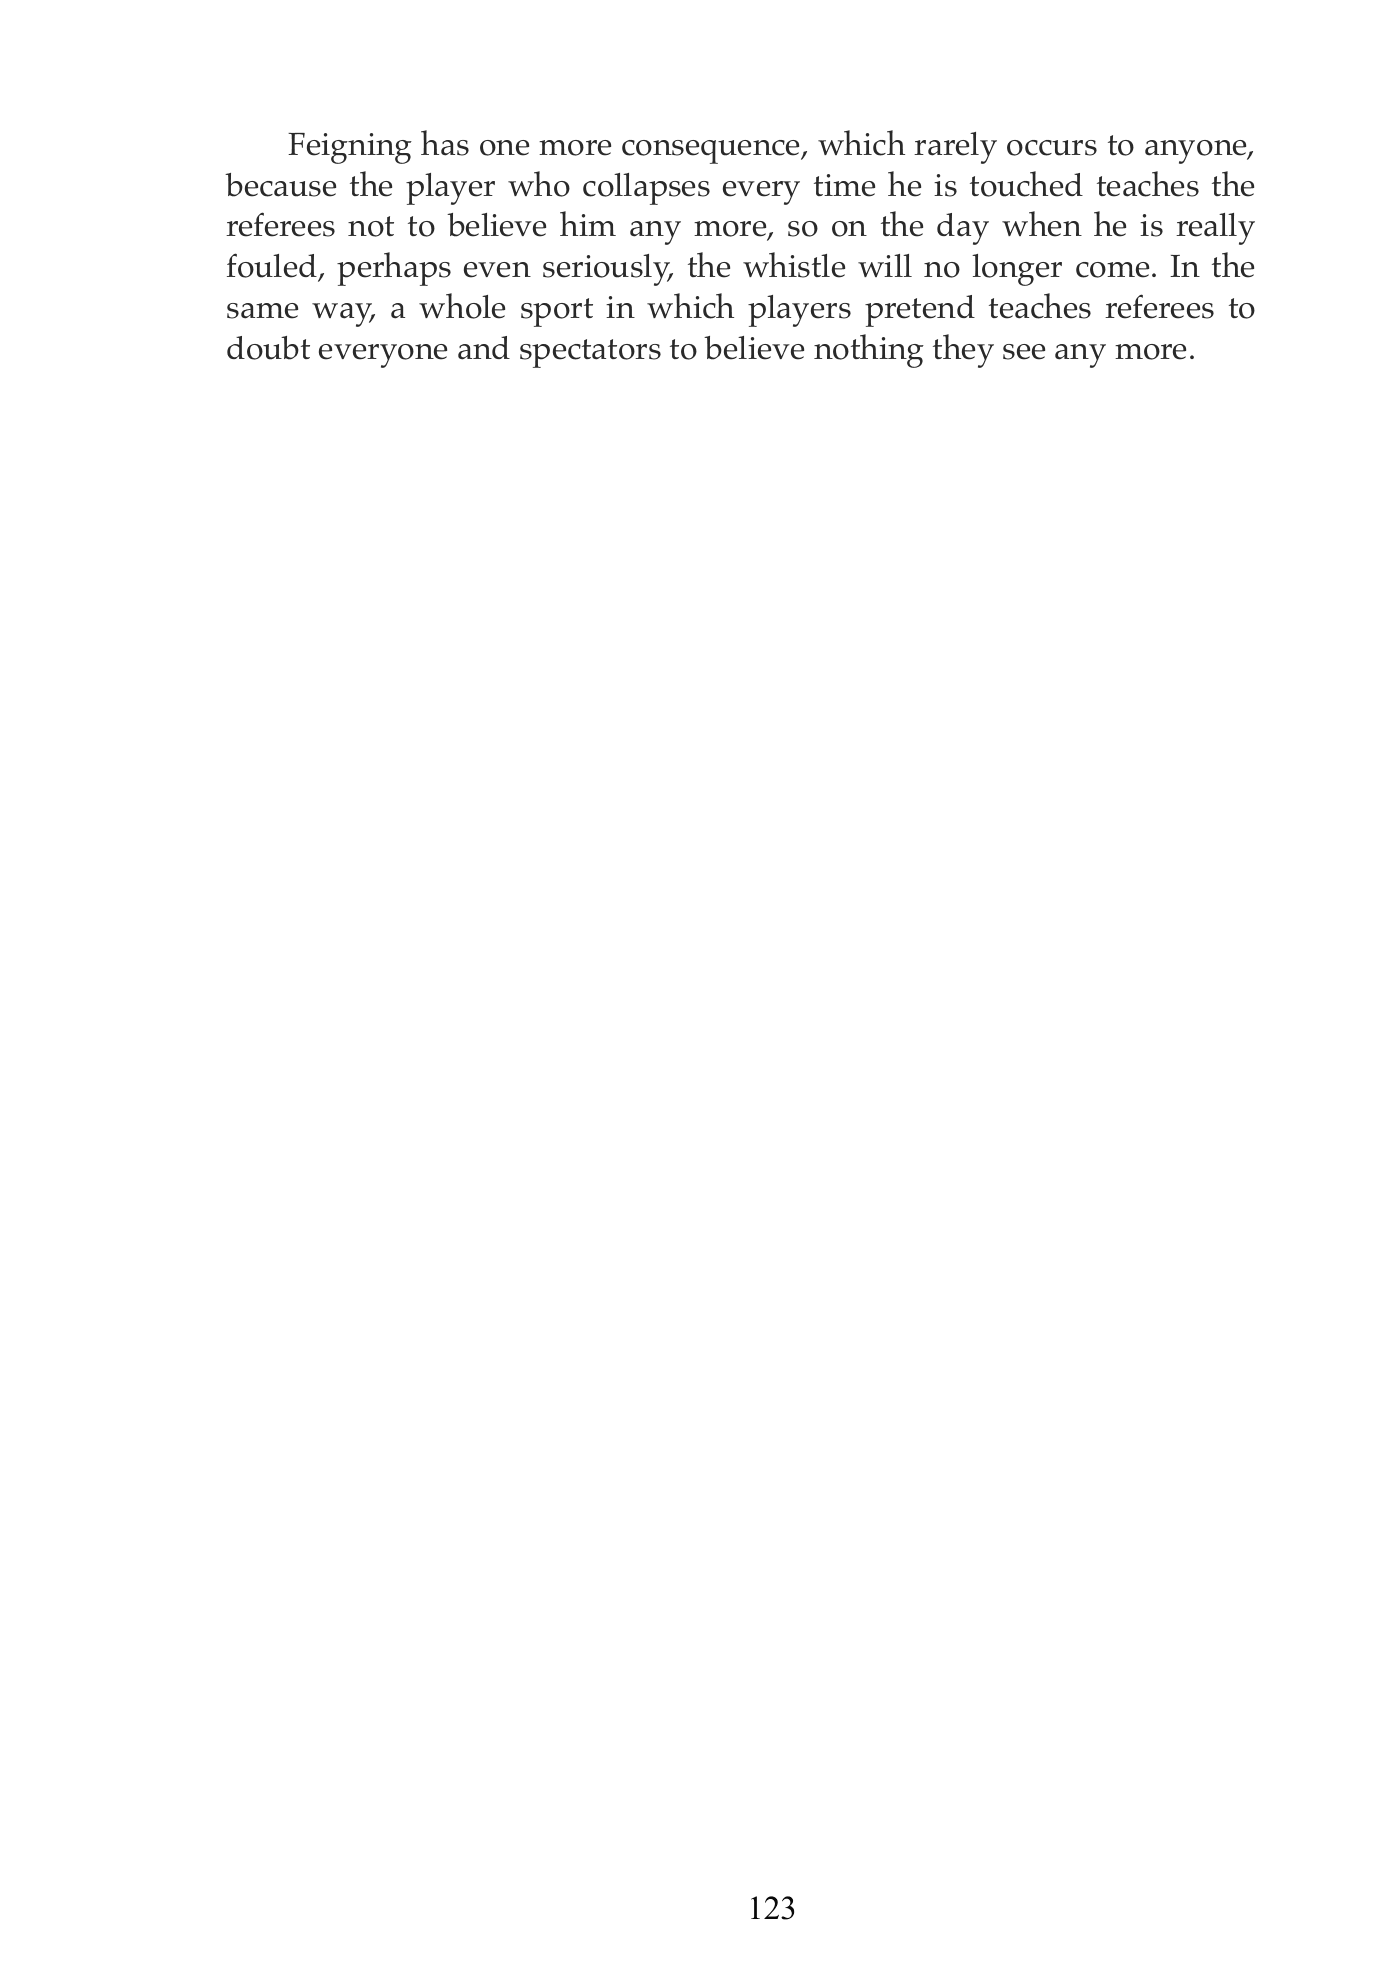 Feigning has one more consequence, which rarely occurs to anyone,
because the player who collapses every time he is touched teaches the
referees not to believe him any more, so on the day when he is really
fouled, perhaps even seriously, the whistle will no longer come. In the
same way, a whole sport in which players pretend teaches referees to
doubt everyone and spectators to believe nothing they see any more.
123